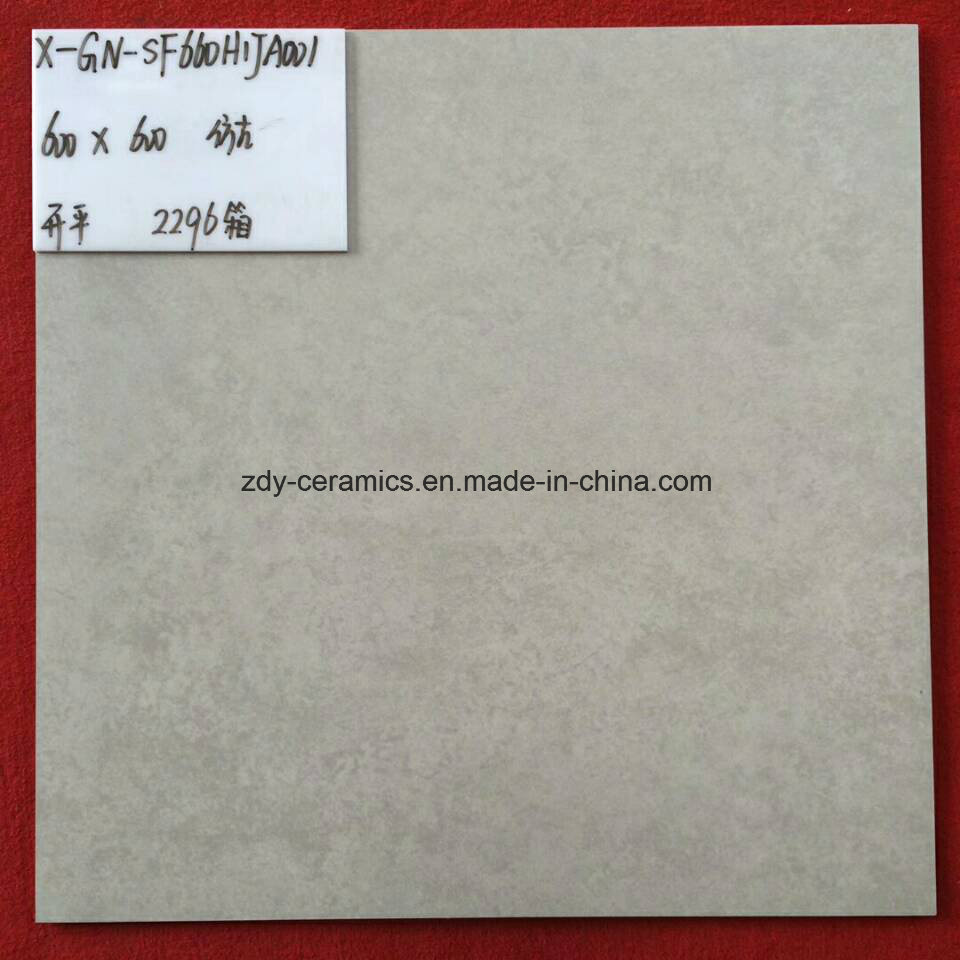 X-GN-SF660H1JA001
600 X 600 仿古
开平 2296箱
zdy-ceramics.en.made-in-china.com